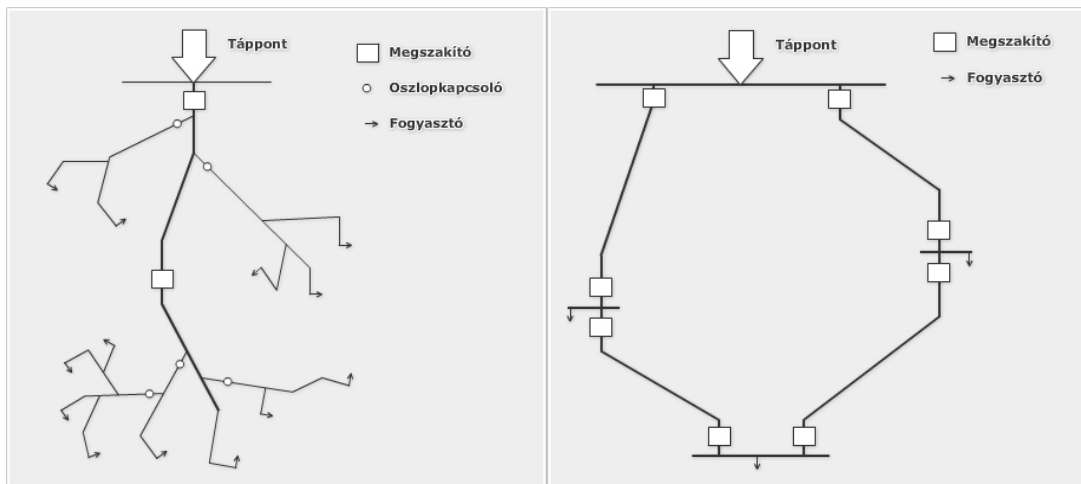 Táppont
Megszakító
Oszlopkapcsoló
Fogyasztó
Táppont
Megszakító
Fogyasztó